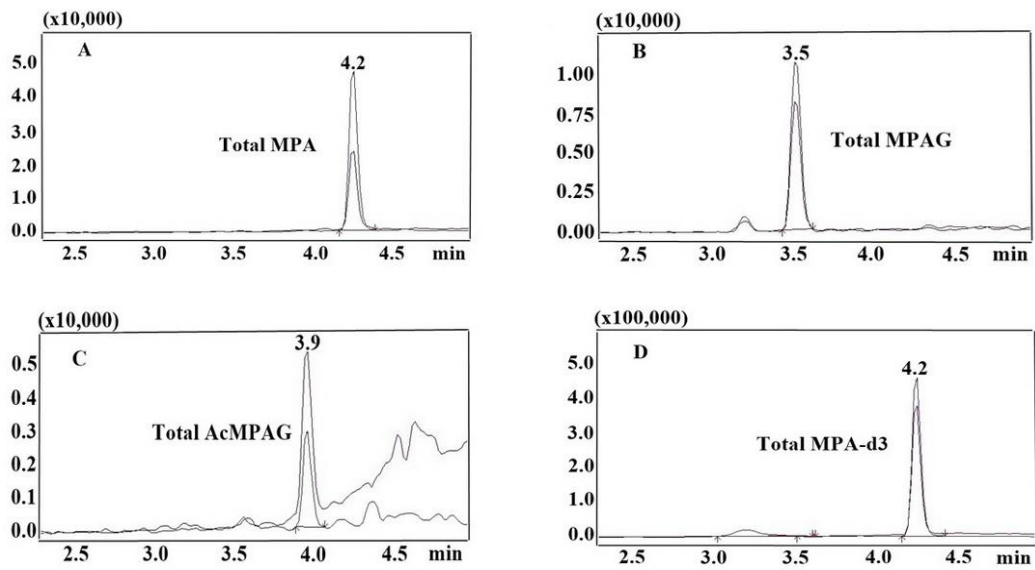 (x10,000)
A
4.2
5.0
4.0
3.0
2.0
1.0
0.0
Total MPA
2.5 3.0 3.5 4.0 4.5 min
(x10,000)
B
3.5
1.00
0.75
0.50
0.25
0.00
Total MPAG
2.5 3.0 3.5 4.0 4.5 min
(x10,000)
C
3.9
0.5
0.4
0.3
0.2
0.1
0.0
Total AcMPAG
2.5 3.0 3.5 4.0 4.5 min
(x100,000)
D
4.2
5.0
4.0
3.0
2.0
1.0
0.0
Total MPA-d3
2.5 3.0 3.5 4.0 4.5 min